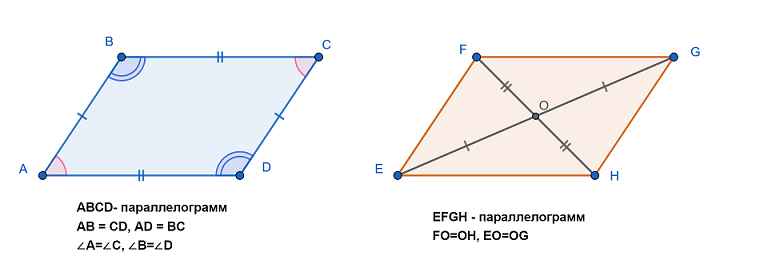 B
C
A
D
ABCD- параллелограмм
AB = CD, AD = BC
∠A=∠C, ∠B=∠D
F
G
O
E
H
EFGH - параллелограмм
FO=OH, EO=OG